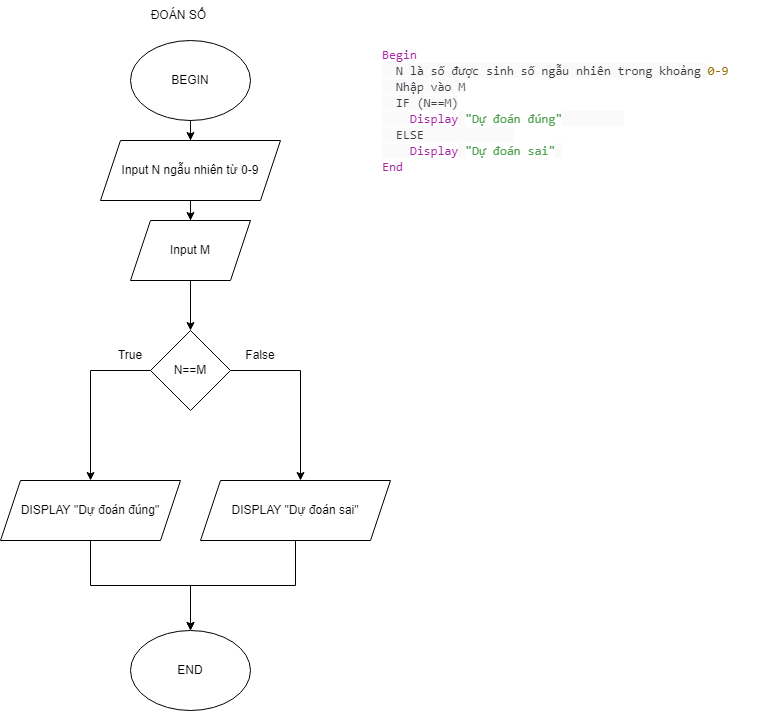 ĐOÁN SỐ
BEGIN
Input N ngẫu nhiên từ 0-9
Input M
True
False
N==M
DISPLAY "Dự đoán đúng"
DISPLAY "Dự đoán sai"
END
Begin
N là số được sinh số ngẫu nhiên trong khoảng 0-9
Nhập vào M
IF (N==M)
Display "Dự đoán đúng"
ELSE
Display "Dự đoán sai"
End